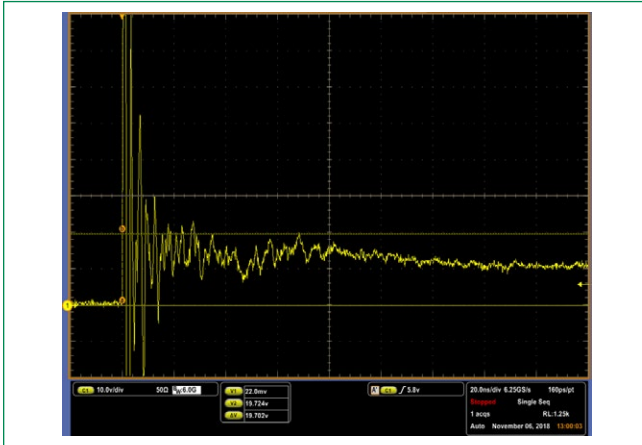 1
b
a
C1 10.0v/div 50Ω BW:6.0G
V1 22.0mv
V2 19.724v
ΔV 19.702v
A' C1 ∫ 5.8v
20.0ns/div 6.25GS/s 160ps/pt
Stopped Single Seq
1 acqs RL:1.25k
Auto November 06, 2018 13:00:03